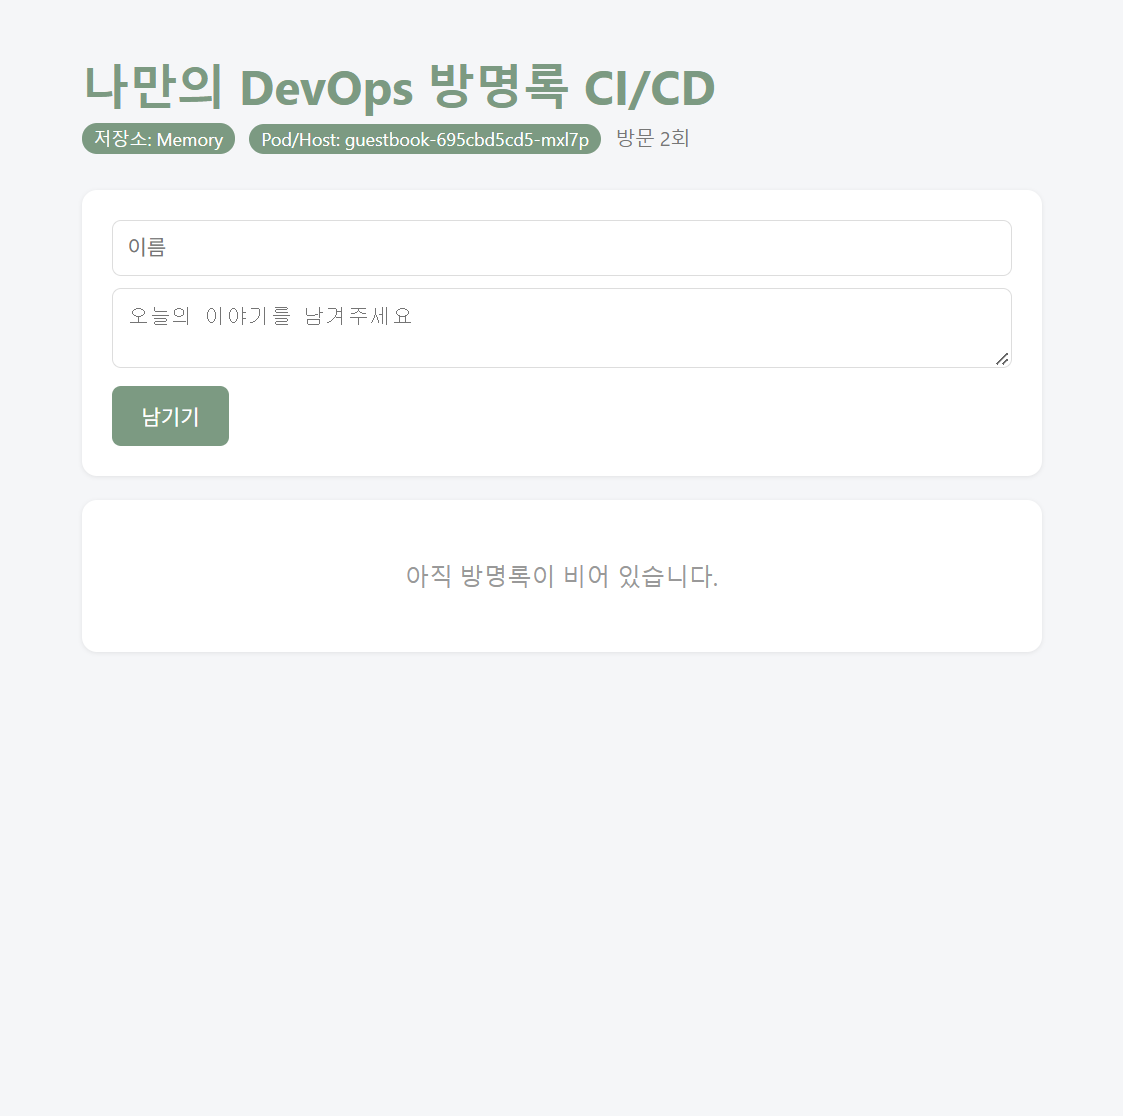 나만의 DevOps 방명록 CI/CD
저장소: Memory Pod/Host: guestbook-695cbd5cd5-mxl7p 방문 2회
이름
오늘의 이야기를 남겨주세요
남기기
아직 방명록이 비어 있습니다.